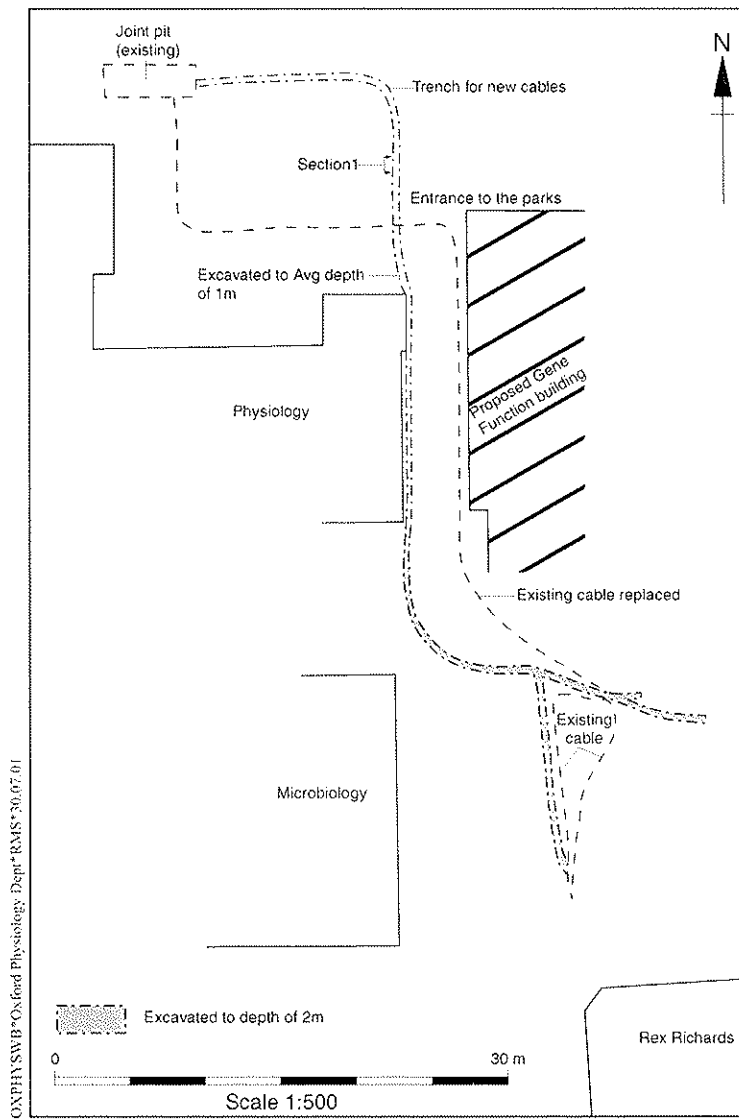 Joint pit
(existing)
N
Trench for new cables
Section1
Entrance to the parks
Excavated to Avg depth
of 1m
Proposed Gene
Function building
Physiology
Existing cable replaced
Existing
cable
Microbiology
Excavated to depth of 2m
Rex Richards
0
30 m
Scale 1:500
OXPHYSWB*Oxford Physiology Dept*RMS*30.07.01